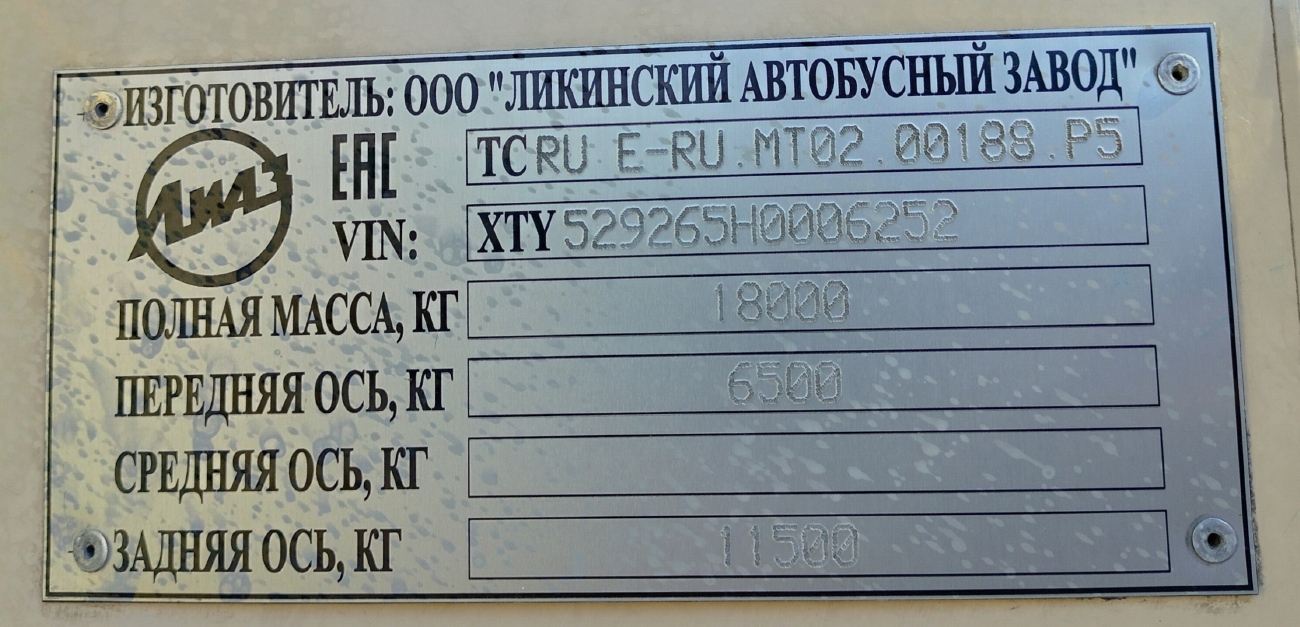 ИЗГОТОВИТЕЛЬ: ООО "ЛИКИНСКИЙ АВТОБУСНЫЙ ЗАВОД"
ЛИАЗ
EAC
TC RU E-RU.MT02.00188.P5
VIN: XTY529265H0006252
ПОЛНАЯ МАССА, КГ 18000
ПЕРЕДНЯЯ ОСЬ, КГ 6500
СРЕДНЯЯ ОСЬ, КГ
ЗАДНЯЯ ОСЬ, КГ 11500